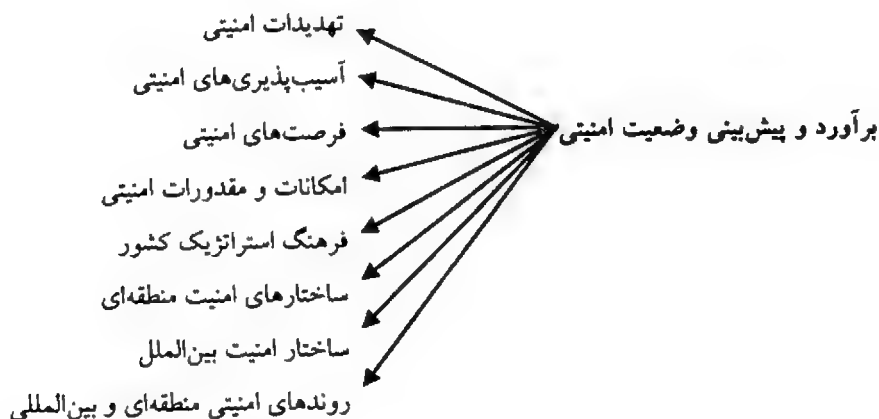 تهدیدات امنیتی
آسیب‌پذیری‌های امنیتی
فرصت‌های امنیتی
برآورد و پیش‌بینی وضعیت امنیتی
امکانات و مقدورات امنیتی
فرهنگ استراتژیک کشور
ساختارهای امنیت منطقه‌ای
ساختار امنیت بین‌الملل
روندهای امنیتی منطقه‌ای و بین‌المللی